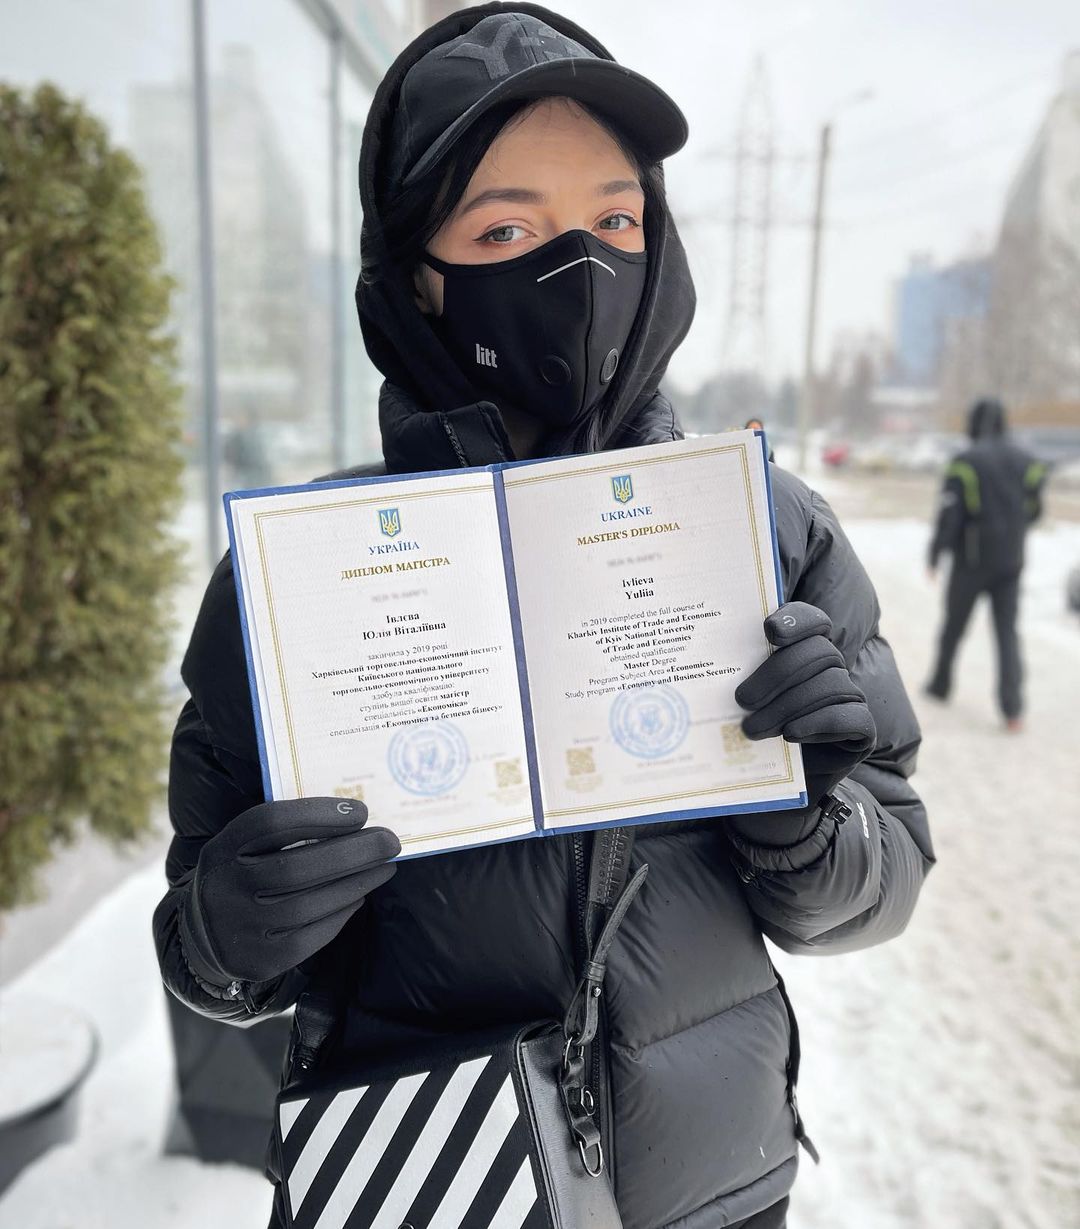 Y-3
litt
УКРАЇНА
ДИПЛОМ МАГІСТРА
Івлєва
Юлія Віталіївна
закінчила у 2019 році
Харківський торговельно-економічний інститут
Київського національного
торговельно-економічного університету
здобула кваліфікацію:
ступінь вищої освіти магістр
спеціальність «Економіка»
спеціалізація «Економіка та безпека бізнесу»
UKRAINE
MASTER'S DIPLOMA
Ivlieva
Yuliia
in 2019 completed the full course of
Kharkiv Institute of Trade and Economics
of Kyiv National University
of Trade and Economics
obtained qualification:
Master Degree
Program Subject Area «Economics»
Study program «Economy and Business Security»